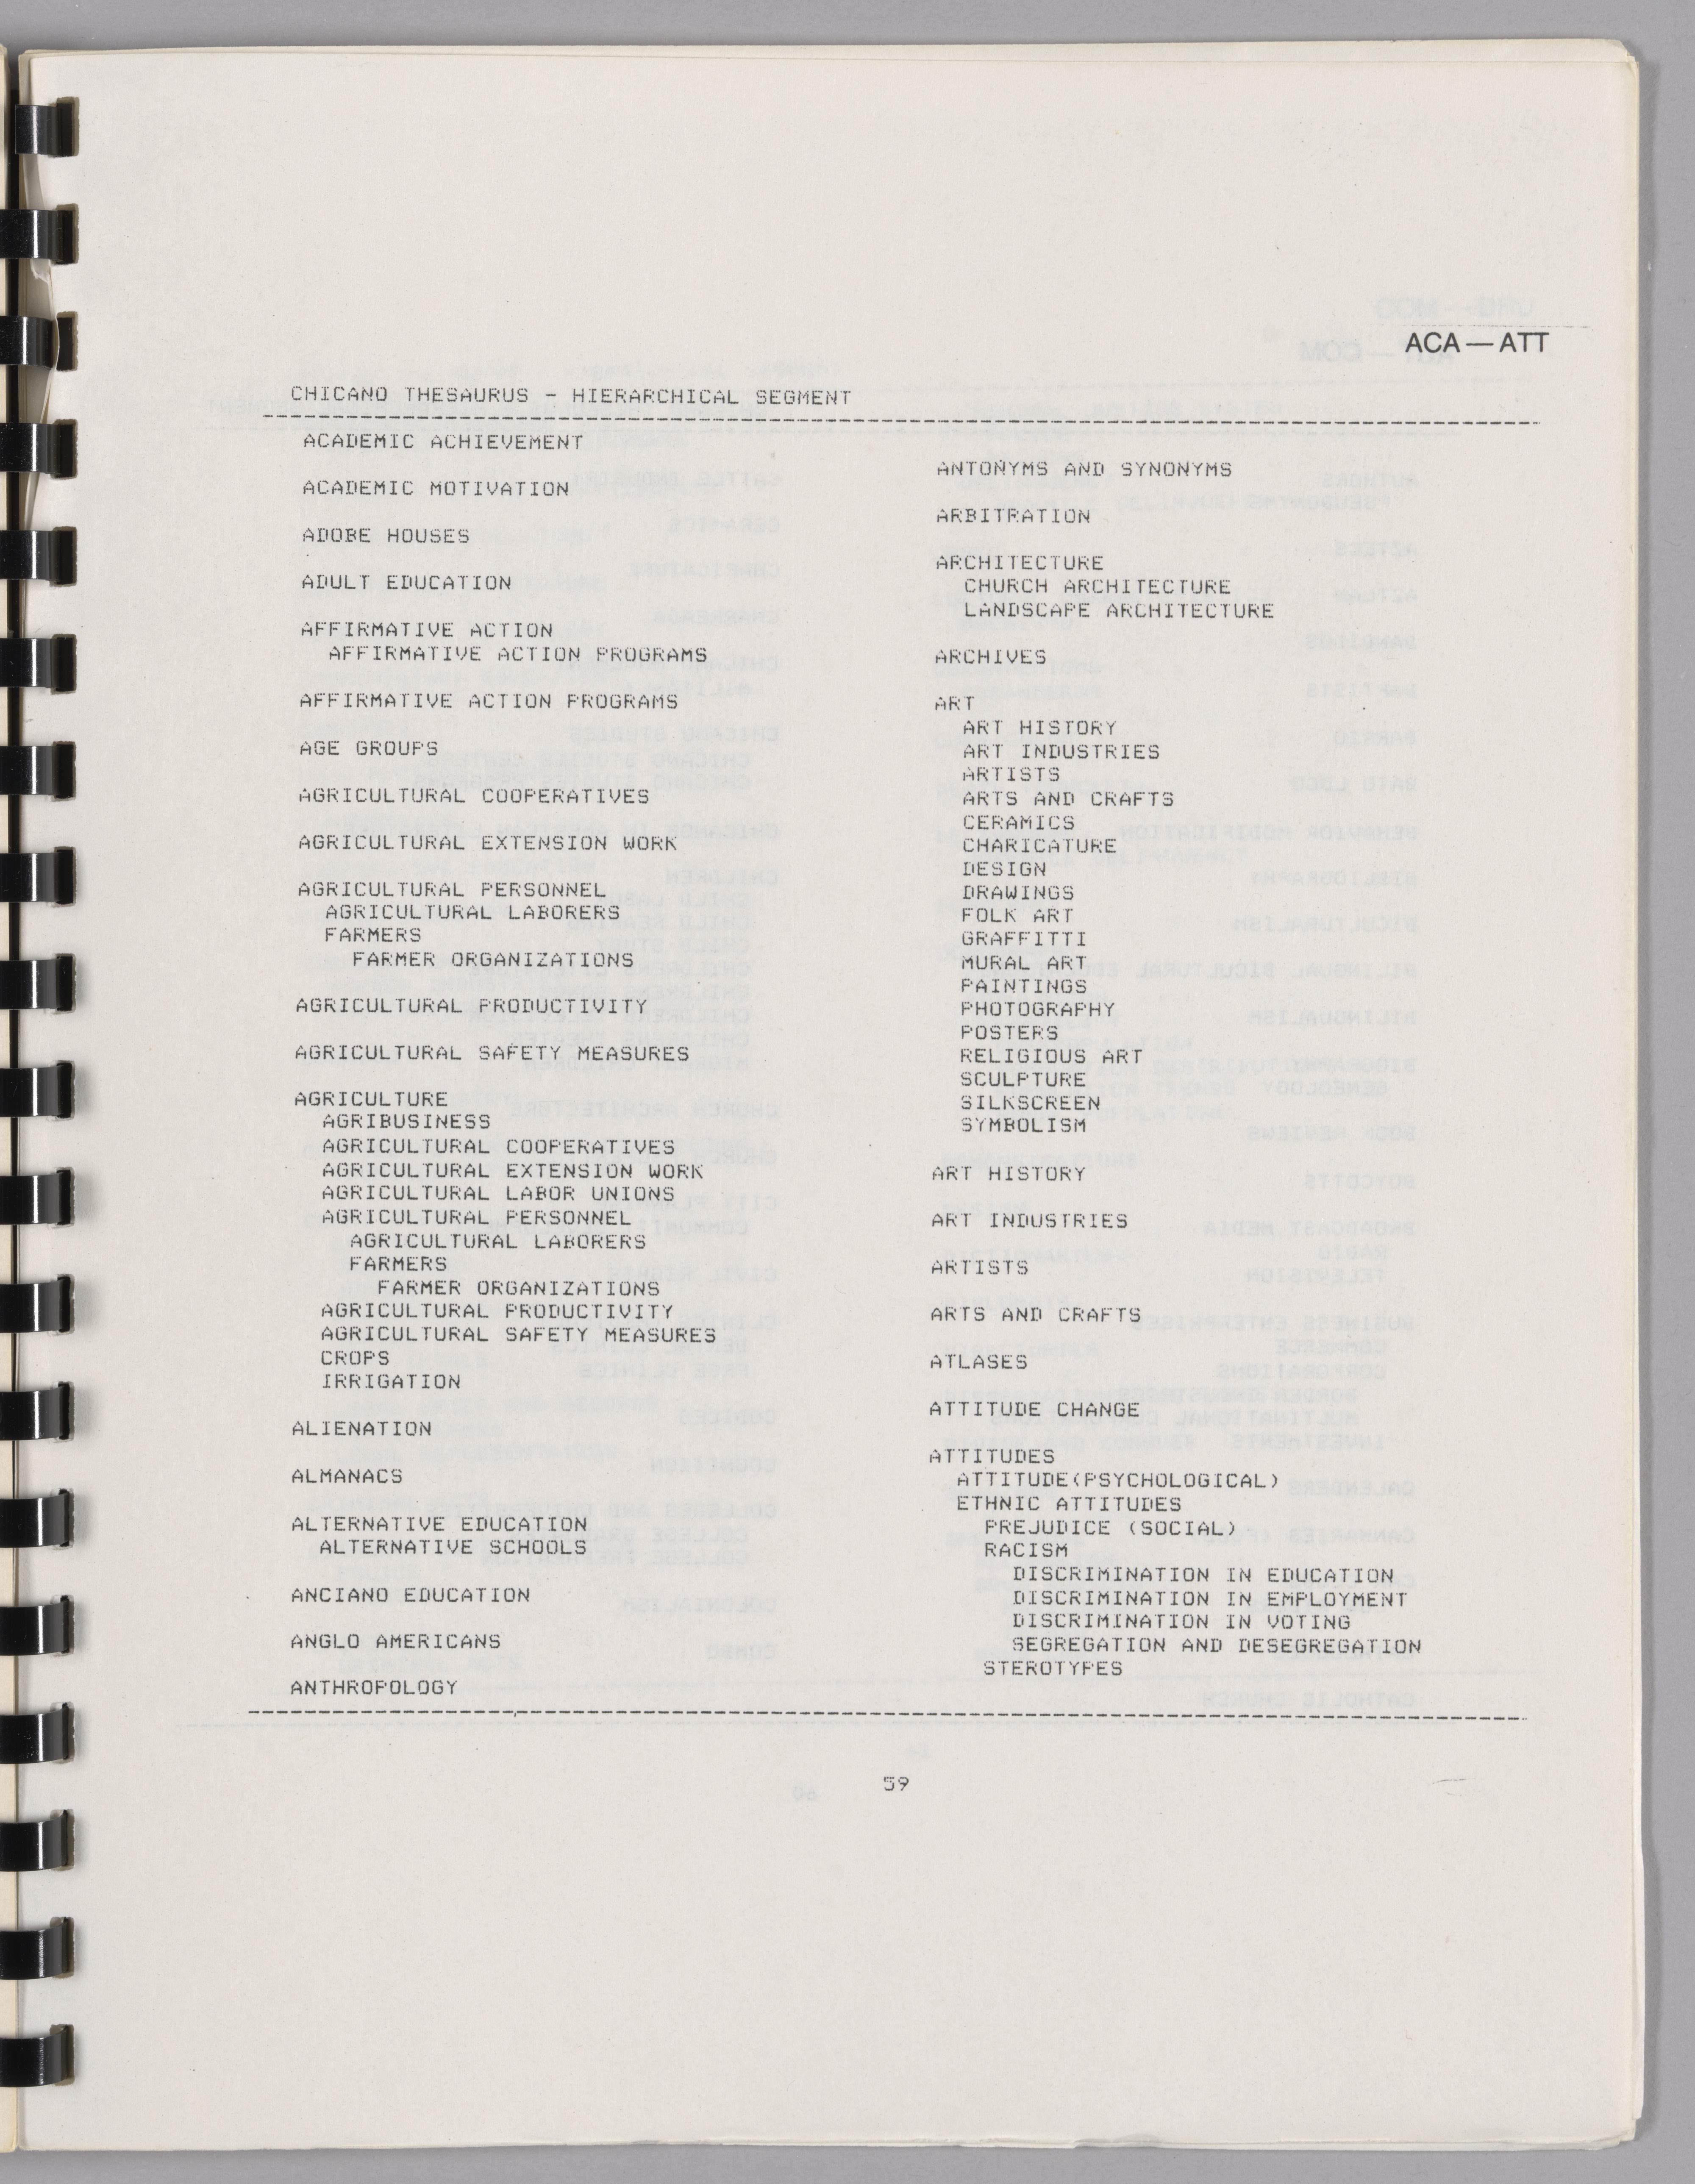 ACA — ATT
CHICANO THESAURUS - HIERARCHICAL SEGMENT
ACADEMIC ACHIEVEMENT
ACADEMIC MOTIVATION
ADOBE HOUSES
ADULT EDUCATION
AFFIRMATIVE ACTION
AFFIRMATIVE ACTION PROGRAMS
AFFIRMATIVE ACTION PROGRAMS
AGE GROUPS
AGRICULTURAL COOPERATIVES
AGRICULTURAL EXTENSION WORK
AGRICULTURAL PERSONNEL
AGRICULTURAL LABORERS
FARMERS
FARMER ORGANIZATIONS
AGRICULTURAL PRODUCTIVITY
AGRICULTURAL SAFETY MEASURES
AGRICULTURE
AGRIBUSINESS
AGRICULTURAL COOPERATIVES
AGRICULTURAL EXTENSION WORK
AGRICULTURAL LABOR UNIONS
AGRICULTURAL PERSONNEL
AGRICULTURAL LABORERS
FARMERS
FARMER ORGANIZATIONS
AGRICULTURAL PRODUCTIVITY
AGRICULTURAL SAFETY MEASURES
CROPS
IRRIGATION
ALIENATION
ALMANACS
ALTERNATIVE EDUCATION
ALTERNATIVE SCHOOLS
ANCIANO EDUCATION
ANGLO AMERICANS
ANTHROPOLOGY
ANTONYMS AND SYNONYMS
ARBITRATION
ARCHITECTURE
CHURCH ARCHITECTURE
LANDSCAPE ARCHITECTURE
ARCHIVES
ART
ART HISTORY
ART INDUSTRIES
ARTISTS
ARTS AND CRAFTS
CERAMICS
CHARICATURE
DESIGN
DRAWINGS
FOLK ART
GRAFFITTI
MURAL ART
PAINTINGS
PHOTOGRAPHY
POSTERS
RELIGIOUS ART
SCULPTURE
SILKSCREEN
SYMBOLISM
ART HISTORY
ART INDUSTRIES
ARTISTS
ARTS AND CRAFTS
ATLASES
ATTITUDE CHANGE
ATTITUDES
ATTITUDE(PSYCHOLOGICAL)
ETHNIC ATTITUDES
PREJUDICE (SOCIAL)
RACISM
DISCRIMINATION IN EDUCATION
DISCRIMINATION IN EMPLOYMENT
DISCRIMINATION IN VOTING
SEGREGATION AND DESEGREGATION
STEROTYPES
59